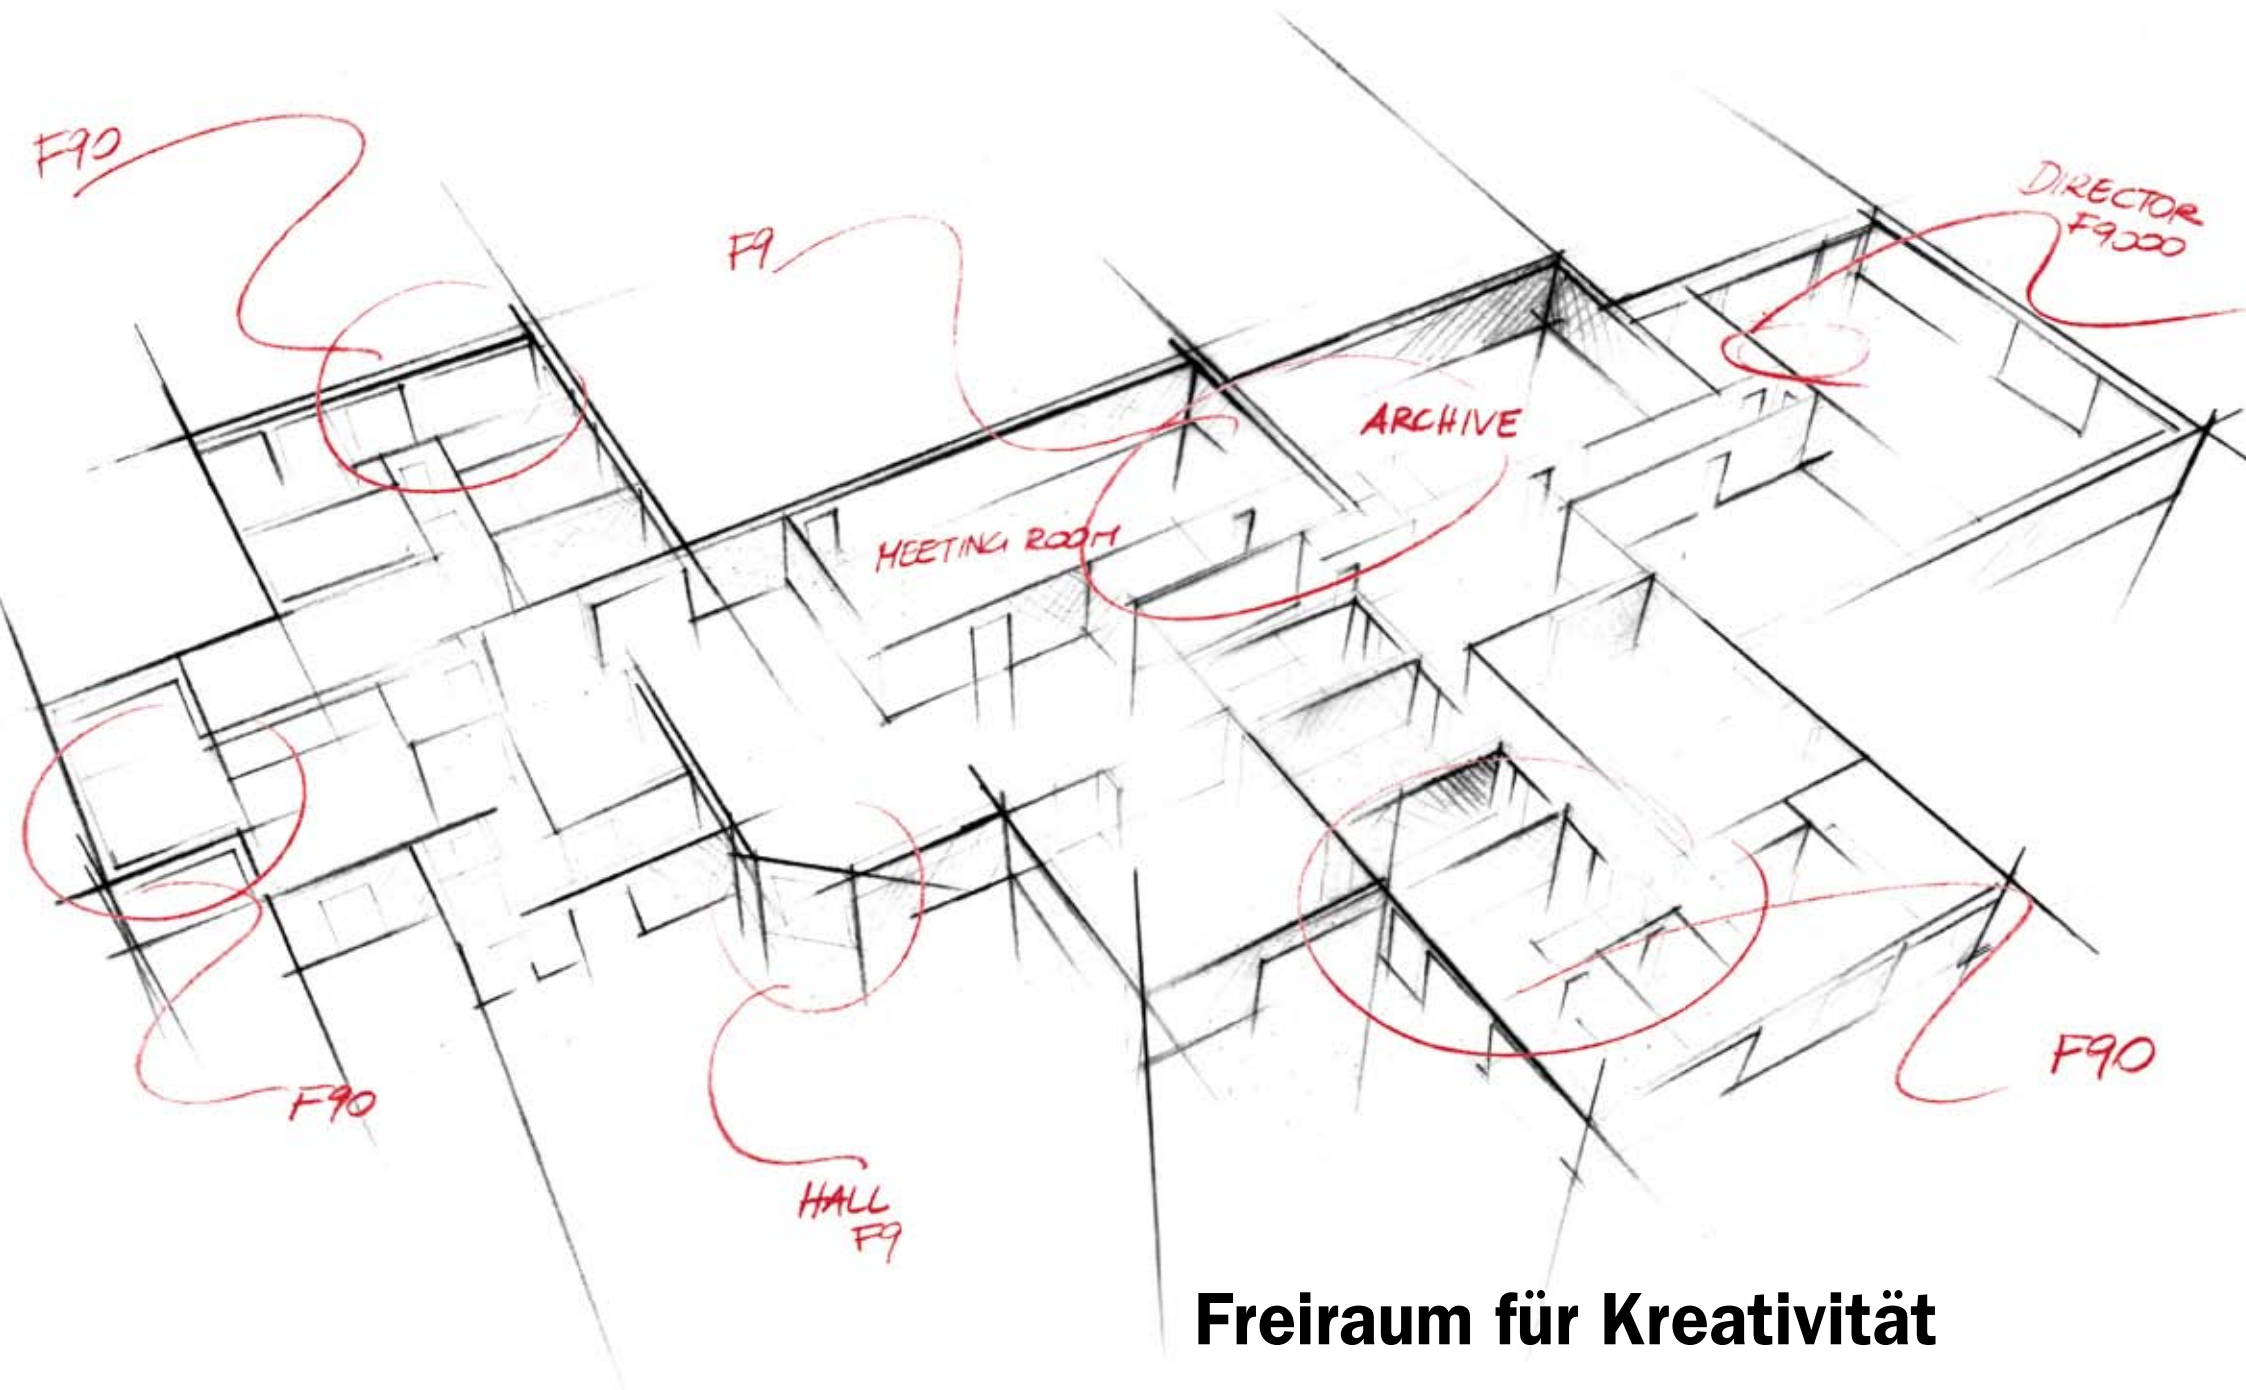 F90
DIRECTOR
F9000
F9
ARCHIVE
MEETING ROOM
F90
F90
HALL
F9
Freiraum für Kreativität